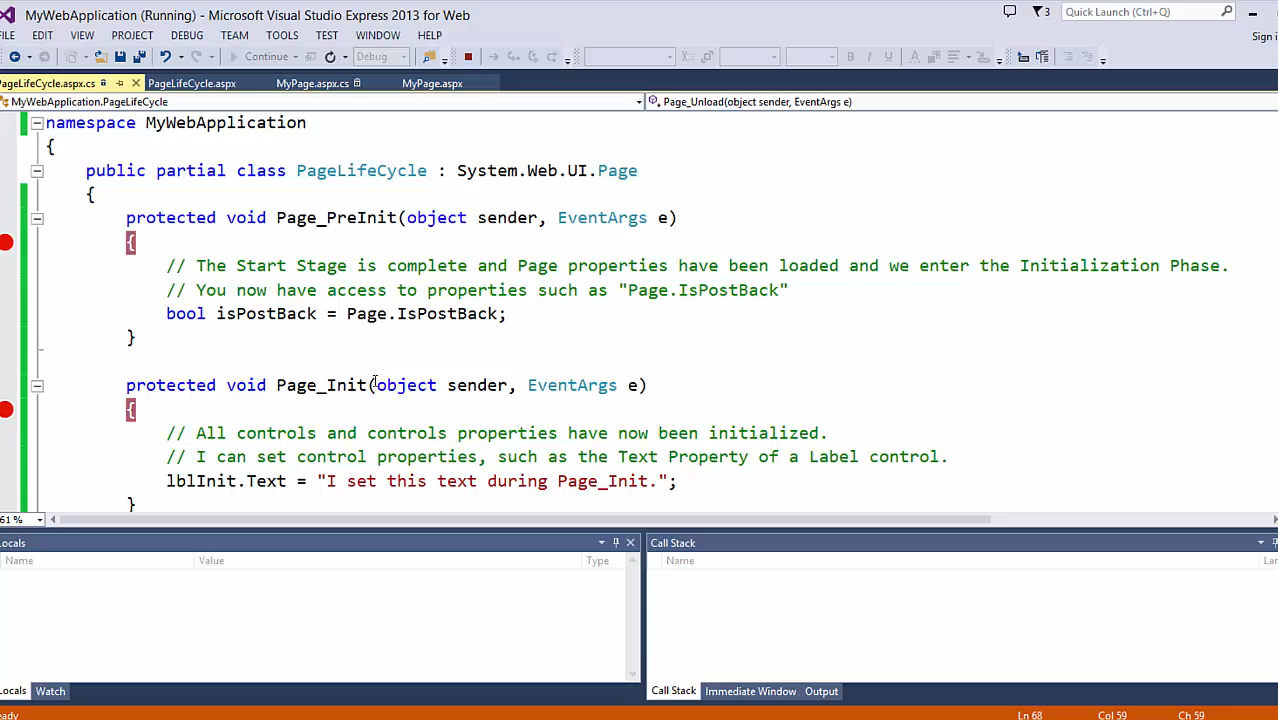 MyWebApplication (Running) - Microsoft Visual Studio Express 2013 for Web
3
Quick Launch (Ctrl+Q)
FILE EDIT VIEW PROJECT DEBUG TEAM TOOLS TEST WINDOW HELP
Sign i
Continue Debug
PageLifeCycle.aspx.cs PageLifeCycle.aspx MyPage.aspx.cs MyPage.aspx
MyWebApplication.PageLifeCycle Page_Unload(object sender, EventArgs e)
namespace MyWebApplication
{
public partial class PageLifeCycle : System.Web.UI.Page
{
protected void Page_PreInit(object sender, EventArgs e)
{
// The Start Stage is complete and Page properties have been loaded and we enter the Initialization Phase.
// You now have access to properties such as "Page.IsPostBack"
bool isPostBack = Page.IsPostBack;
}
protected void Page_Init(object sender, EventArgs e)
{
// All controls and controls properties have now been initialized.
// I can set control properties, such as the Text Property of a Label control.
lblInit.Text = "I set this text during Page_Init.";
}
61 %
Locals
Name Value Type
Call Stack
Name Lan
Locals Watch
Call Stack Immediate Window Output
eady Ln 68 Col 59 Ch 59